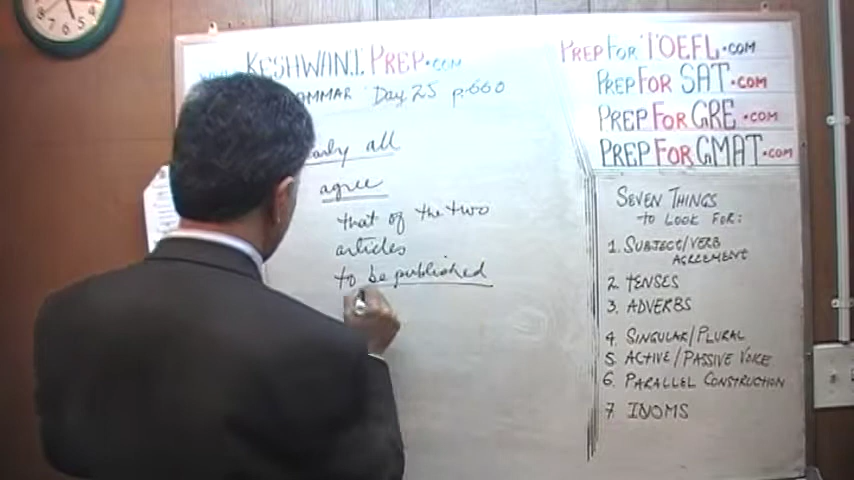 KESHWANI PREP.COM
Day 25 p.660
all
agree
that of the two
articles
to be published
PREP FOR TOEFL.COM
PREP FOR SAT.COM
PREP FOR GRE.COM
PREP FOR GMAT.COM
SEVEN THINGS
TO LOOK FOR:
1. SUBJECT/VERB
AGREEMENT
2. TENSES
3. ADVERBS
4. SINGULAR/PLURAL
5. ACTIVE/PASSIVE VOICE
6. PARALLEL CONSTRUCTION
7. IDIOMS